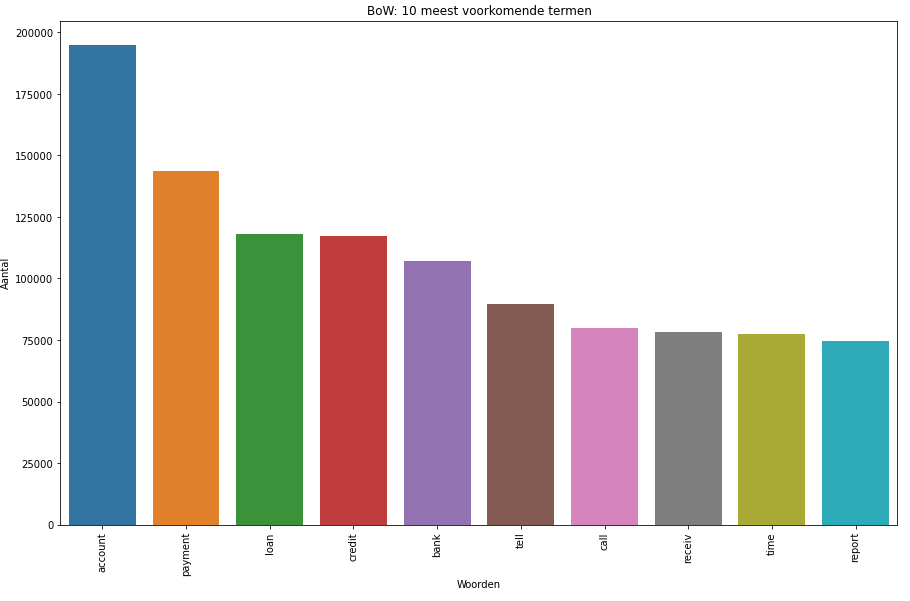 BoW: 10 meest voorkomende termen
200000
175000
150000
125000
100000
75000
50000
25000
0
Aantal
account
payment
loan
credit
bank
tell
call
receiv
time
report
Woorden